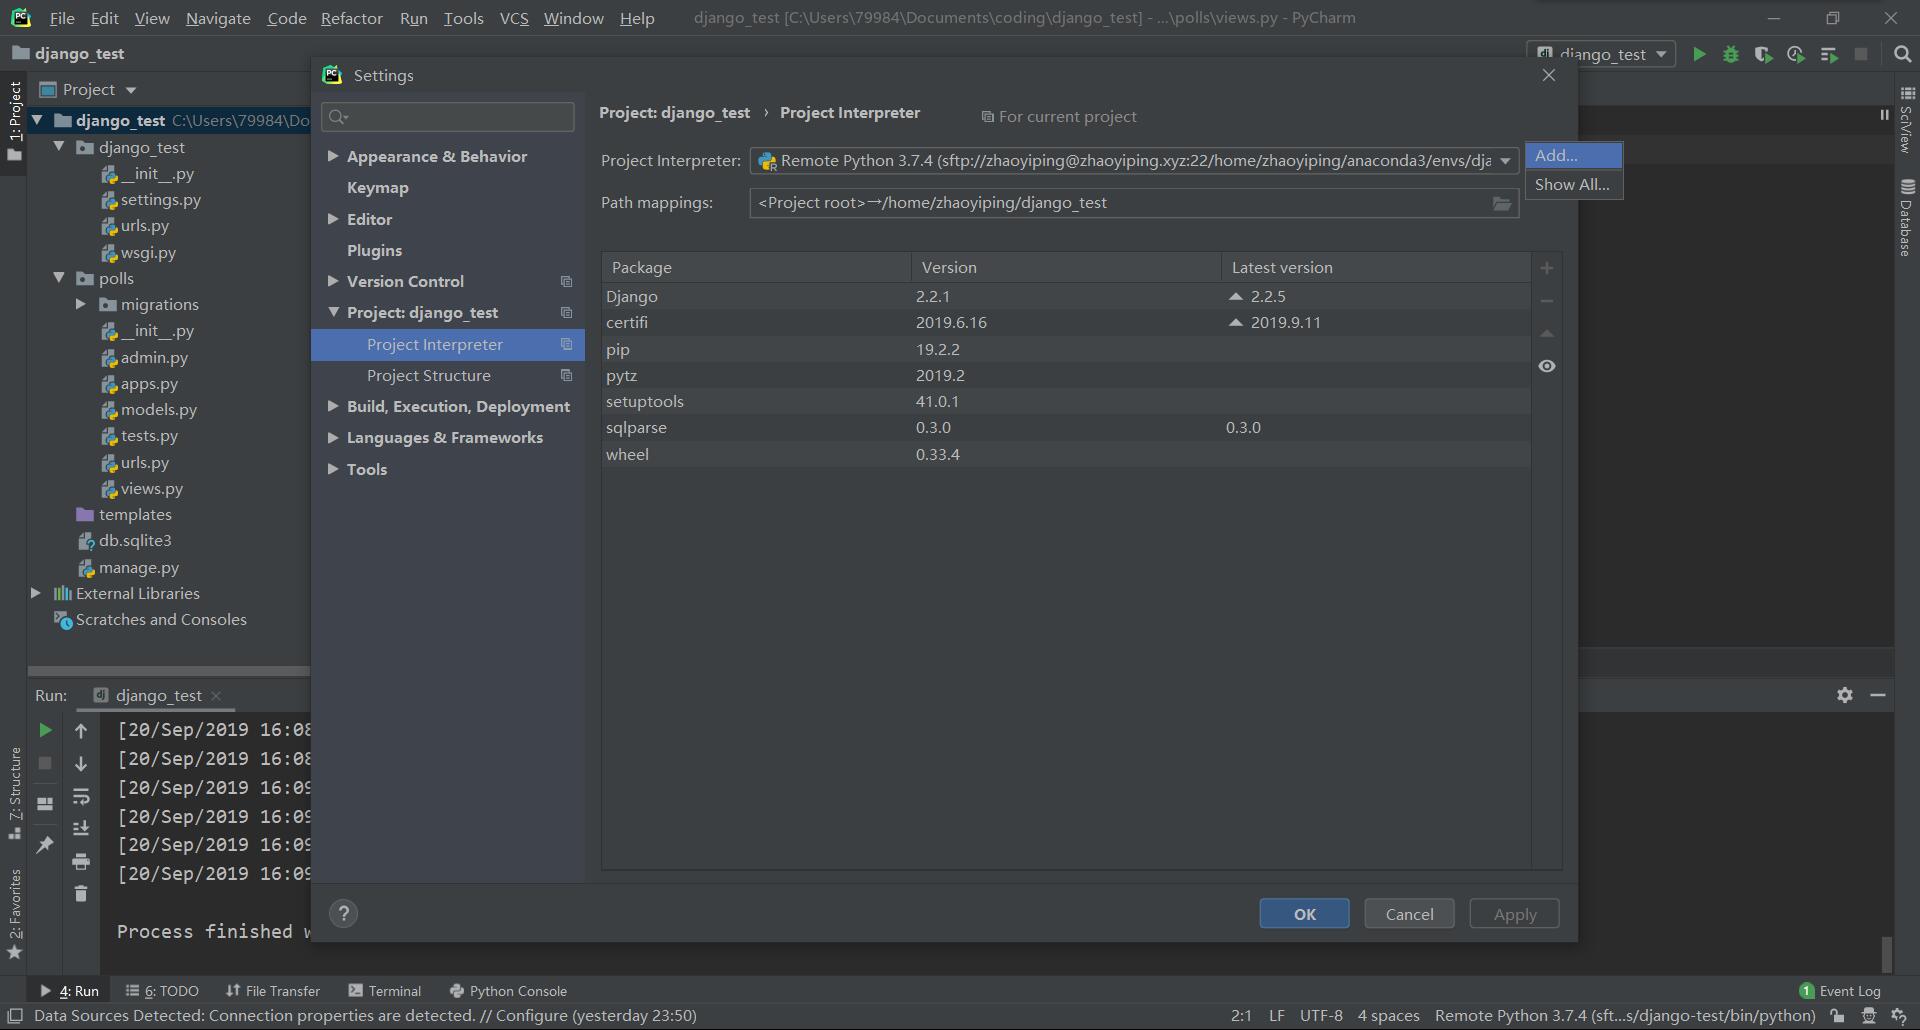 File Edit View Navigate Code Refactor Run Tools VCS Window Help django_test [C:\Users\79984\Documents\coding\django_test] - ...\polls\views.py - PyCharm
django_test
django_test
Settings
1: Project
Project
django_test C:\Users\79984\Do
django_test
__init__.py
settings.py
urls.py
wsgi.py
polls
migrations
__init__.py
admin.py
apps.py
models.py
tests.py
urls.py
views.py
templates
db.sqlite3
manage.py
External Libraries
Scratches and Consoles
Appearance & Behavior
Keymap
Editor
Plugins
Version Control
Project: django_test
Project Interpreter
Project Structure
Build, Execution, Deployment
Languages & Frameworks
Tools
Project: django_test › Project Interpreter For current project
Project Interpreter: Remote Python 3.7.4 (sftp://zhaoyiping@zhaoyiping.xyz:22/home/zhaoyiping/anaconda3/envs/dja
Add...
Show All...
Path mappings: <Project root>→/home/zhaoyiping/django_test
Package Version Latest version
Django 2.2.1 2.2.5
certifi 2019.6.16 2019.9.11
pip 19.2.2
pytz 2019.2
setuptools 41.0.1
sqlparse 0.3.0 0.3.0
wheel 0.33.4
OK Cancel Apply
SciView
Database
Run: django_test
[20/Sep/2019 16:08
[20/Sep/2019 16:08
[20/Sep/2019 16:09
[20/Sep/2019 16:09
[20/Sep/2019 16:09
[20/Sep/2019 16:09
Process finished w
7: Structure
2: Favorites
4: Run 6: TODO File Transfer Terminal Python Console 1 Event Log
Data Sources Detected: Connection properties are detected. // Configure (yesterday 23:50) 2:1 LF UTF-8 4 spaces Remote Python 3.7.4 (sft...s/django-test/bin/python)